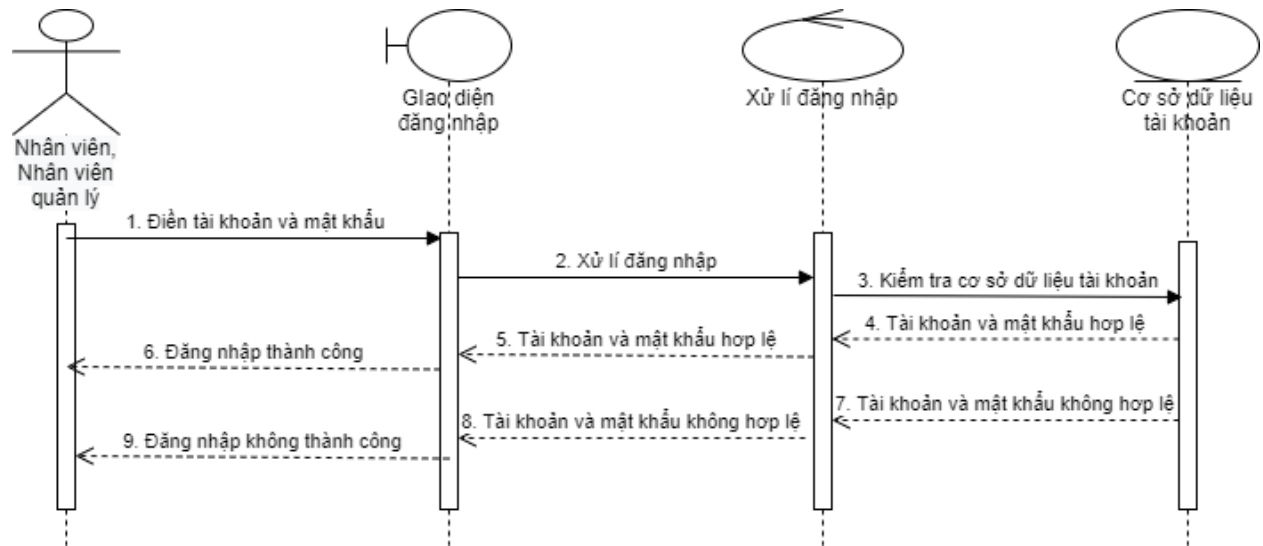 GIao diện
đăng nhập
Xử lí đăng nhập
Cơ sở dữ liệu
tài khoản
Nhân viên,
Nhân viên
quản lý
1. Điền tài khoản và mật khẩu
2. Xử lí đăng nhập
3. Kiểm tra cơ sở dữ liệu tài khoản
4. Tài khoản và mật khẩu hơp lệ
5. Tài khoản và mật khẩu hơp lệ
6. Đăng nhập thành công
7. Tài khoản và mật khẩu không hơp lệ
8. Tài khoản và mật khẩu không hơp lệ
9. Đăng nhập không thành công